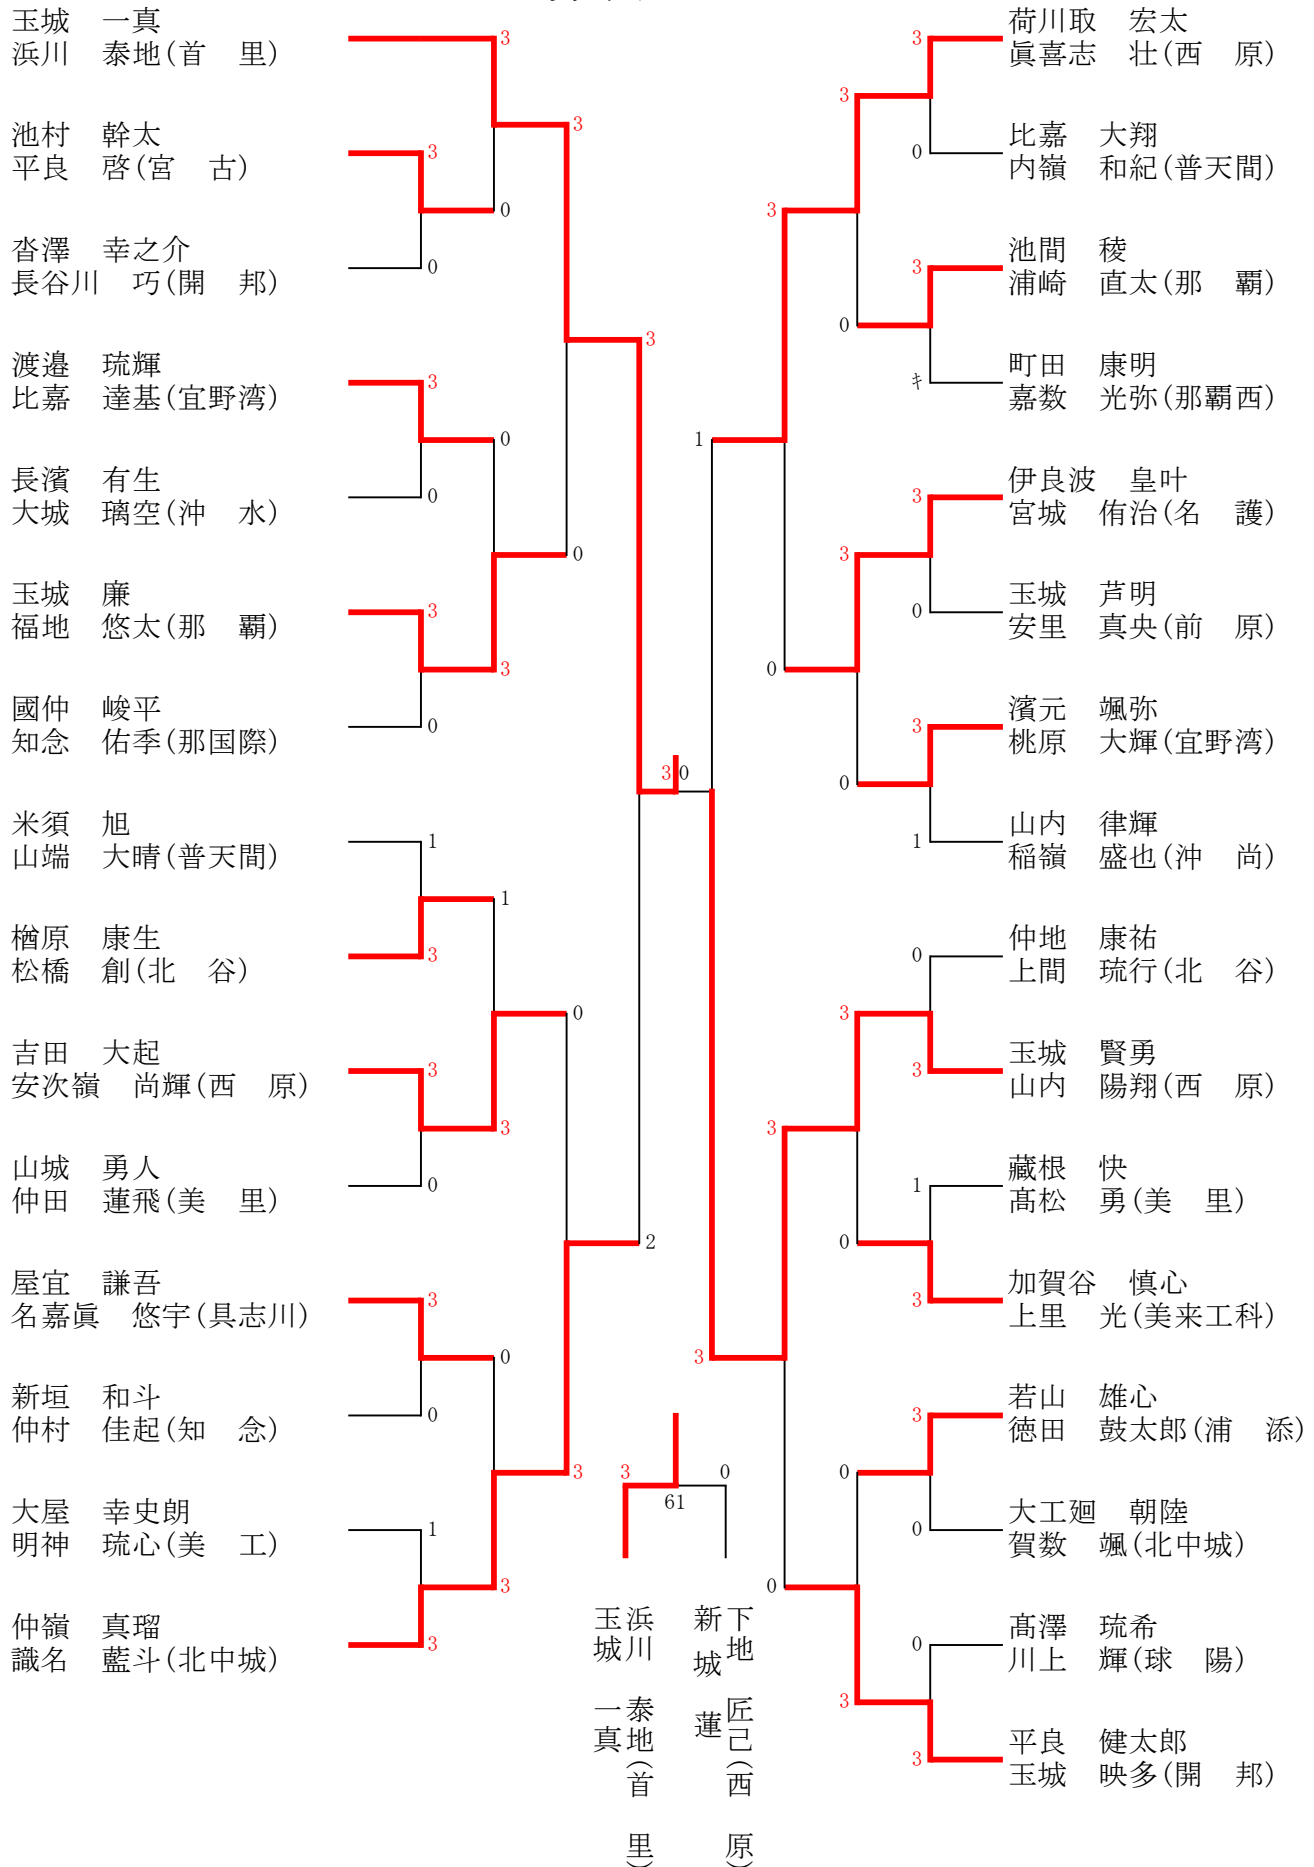 玉城　一真
浜川　泰地(首　里)
池村　幹太
平良　啓(宮　古)
沓澤　幸之介
長谷川　巧(開　邦)
渡邉　琉輝
比嘉　達基(宜野湾)
長濱　有生
大城　璃空(沖　水)
玉城　廉
福地　悠太(那　覇)
國仲　峻平
知念　佑季(那国際)
米須　旭
山端　大晴(普天間)
楢原　康生
松橋　創(北　谷)
吉田　大起
安次嶺　尚輝(西　原)
山城　勇人
仲田　蓮飛(美　里)
屋宜　謙吾
名嘉眞　悠宇(具志川)
新垣　和斗
仲村　佳起(知　念)
大屋　幸史朗
明神　琉心(美　工)
仲嶺　真瑠
識名　藍斗(北中城)
3
3
0
3
0
3
0
3
0
0
3
0
3
0
1
3
1
3
0
3
0
3
0
0
1
3
3
3
0
0
3
3
2
3 0
1
3
3
0
3
0
3
0
3
0
3
0
3
0
3
ｷ
3
0
3
1
0
3
1
3
3
0
0
3
3
0
0
3
荷川取　宏太
眞喜志　壮(西　原)
比嘉　大翔
内嶺　和紀(普天間)
池間　稜
浦崎　直太(那　覇)
町田　康明
嘉数　光弥(那覇西)
伊良波　皇叶
宮城　侑治(名　護)
玉城　芦明
安里　真央(前　原)
濱元　颯弥
桃原　大輝(宜野湾)
山内　律輝
稲嶺　盛也(沖　尚)
仲地　康祐
上間　琉行(北　谷)
玉城　賢勇
山内　陽翔(西　原)
藏根　快
髙松　勇(美　里)
加賀谷　慎心
上里　光(美来工科)
若山　雄心
徳田　鼓太郎(浦　添)
大工廻　朝陸
賀数　颯(北中城)
髙澤　琉希
川上　輝(球　陽)
平良　健太郎
玉城　映多(開　邦)
3
0
61
玉城　一真
浜川　泰地(首　里)
新城　蓮
下地　匠己(西　原)